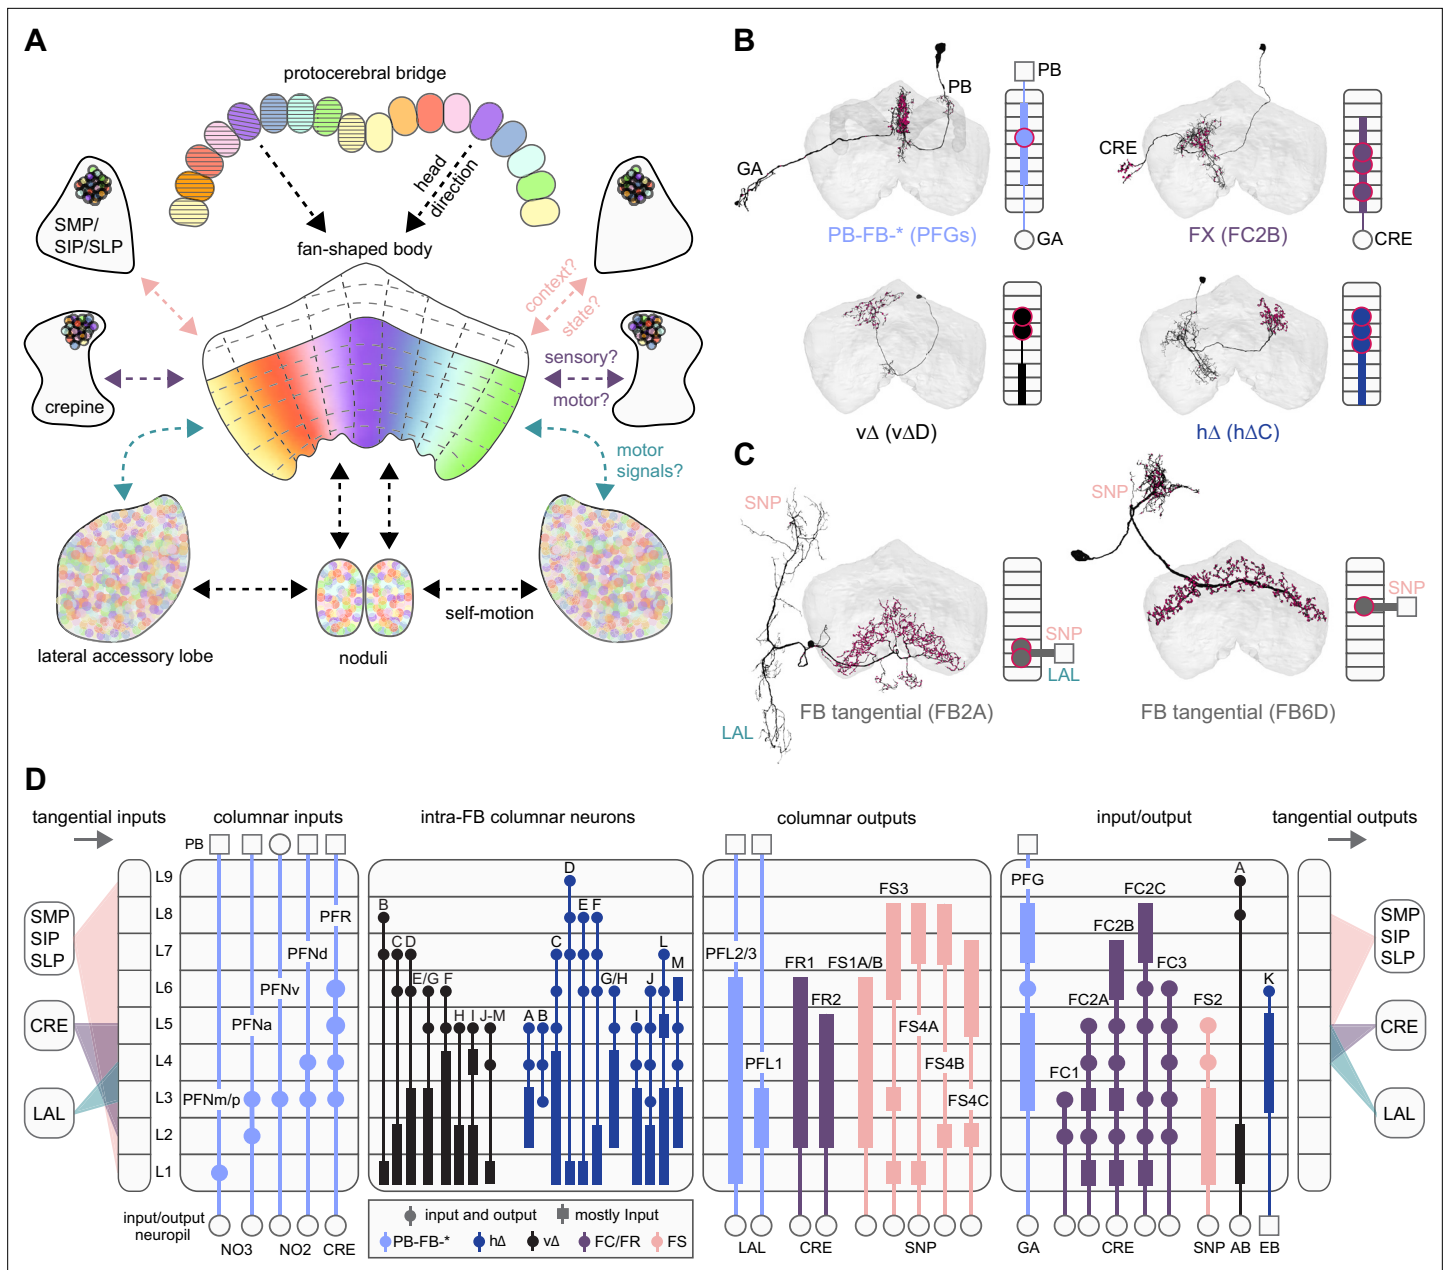 A
protocerebral bridge
head
direction
SMP/
SIP/SLP
fan-shaped body
context?
state?
sensory?
motor?
crepine
motor
signals?
self-motion
lateral accessory lobe
noduli
B
PB
GA
PB
GA
PB-FB-* (PFGs)
CRE
CRE
FX (FC2B)
vΔ (vΔD)
hΔ (hΔC)
C
SNP
LAL
SNP
LAL
FB tangential (FB2A)
SNP
SNP
FB tangential (FB6D)
D
tangential inputs
columnar inputs
intra-FB columnar neurons
columnar outputs
input/output
tangential outputs
PB
SMP
SIP
SLP
CRE
LAL
L9
L8
L7
L6
L5
L4
L3
L2
L1
PFR
PFNd
PFNv
PFNa
PFNm/p
input/output
neuropil
NO3
NO2
CRE
B
C
D
E/G
F
H
I
J-M
A
B
C
D
E
F
G/H
I
J
L
M
input and output
mostly Input
PB-FB-*
hΔ
vΔ
FC/FR
FS
PFL2/3
PFL1
FR1
FR2
FS1A/B
FS3
FS4A
FS4B
FS4C
LAL
CRE
SNP
PFG
FC1
FC2A
FC2B
FC2C
FC3
FS2
A
K
GA
CRE
SNP
AB
EB
SMP
SIP
SLP
CRE
LAL